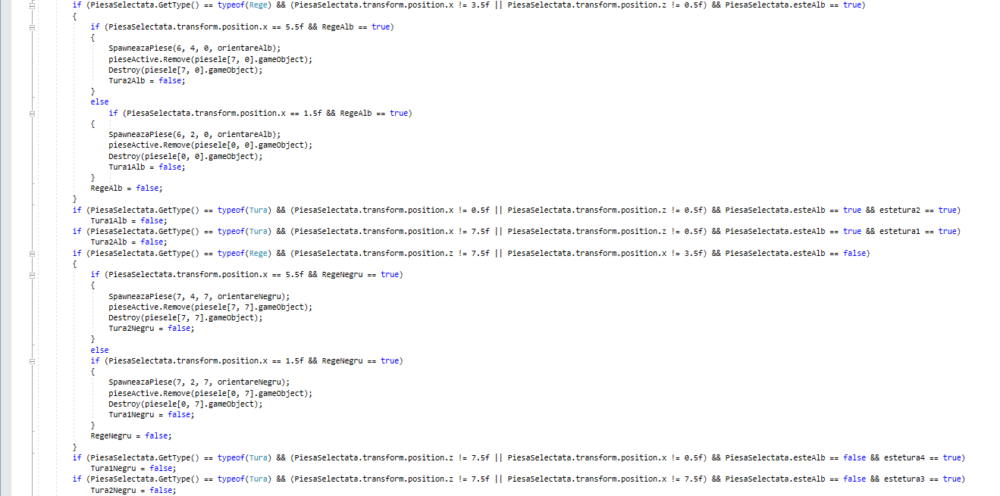 if (PiesaSelectata.GetType() == typeof(Rege) && (PiesaSelectata.transform.position.x != 3.5f || PiesaSelectata.transform.position.z != 0.5f) && PiesaSelectata.esteAlb == true)
{
if (PiesaSelectata.transform.position.x == 5.5f && RegeAlb == true)
{
SpawneazaPiese(6, 4, 0, orientareAlb);
pieseActive.Remove(piesele[7, 0].gameObject);
Destroy(piesele[7, 0].gameObject);
Tura2Alb = false;
}
else
if (PiesaSelectata.transform.position.x == 1.5f && RegeAlb == true)
{
SpawneazaPiese(6, 2, 0, orientareAlb);
pieseActive.Remove(piesele[0, 0].gameObject);
Destroy(piesele[0, 0].gameObject);
Tura1Alb = false;
}
RegeAlb = false;
}
if (PiesaSelectata.GetType() == typeof(Tura) && (PiesaSelectata.transform.position.x != 0.5f || PiesaSelectata.transform.position.z != 0.5f) && PiesaSelectata.esteAlb == true && estetura2 == true)
Tura1Alb = false;
if (PiesaSelectata.GetType() == typeof(Tura) && (PiesaSelectata.transform.position.x != 7.5f || PiesaSelectata.transform.position.z != 0.5f) && PiesaSelectata.esteAlb == true && estetura1 == true)
Tura2Alb = false;
if (PiesaSelectata.GetType() == typeof(Rege) && (PiesaSelectata.transform.position.z != 7.5f || PiesaSelectata.transform.position.x != 3.5f) && PiesaSelectata.esteAlb == false)
{
if (PiesaSelectata.transform.position.x == 5.5f && RegeNegru == true)
{
SpawneazaPiese(7, 4, 7, orientareNegru);
pieseActive.Remove(piesele[7, 7].gameObject);
Destroy(piesele[7, 7].gameObject);
Tura2Negru = false;
}
else
if (PiesaSelectata.transform.position.x == 1.5f && RegeNegru == true)
{
SpawneazaPiese(7, 2, 7, orientareNegru);
pieseActive.Remove(piesele[0, 7].gameObject);
Destroy(piesele[0, 7].gameObject);
Tura1Negru = false;
}
RegeNegru = false;
}
if (PiesaSelectata.GetType() == typeof(Tura) && (PiesaSelectata.transform.position.z != 7.5f || PiesaSelectata.transform.position.x != 0.5f) && PiesaSelectata.esteAlb == false && estetura4 == true)
Tura1Negru = false;
if (PiesaSelectata.GetType() == typeof(Tura) && (PiesaSelectata.transform.position.z != 7.5f || PiesaSelectata.transform.position.x != 7.5f) && PiesaSelectata.esteAlb == false && estetura3 == true)
Tura2Negru = false;